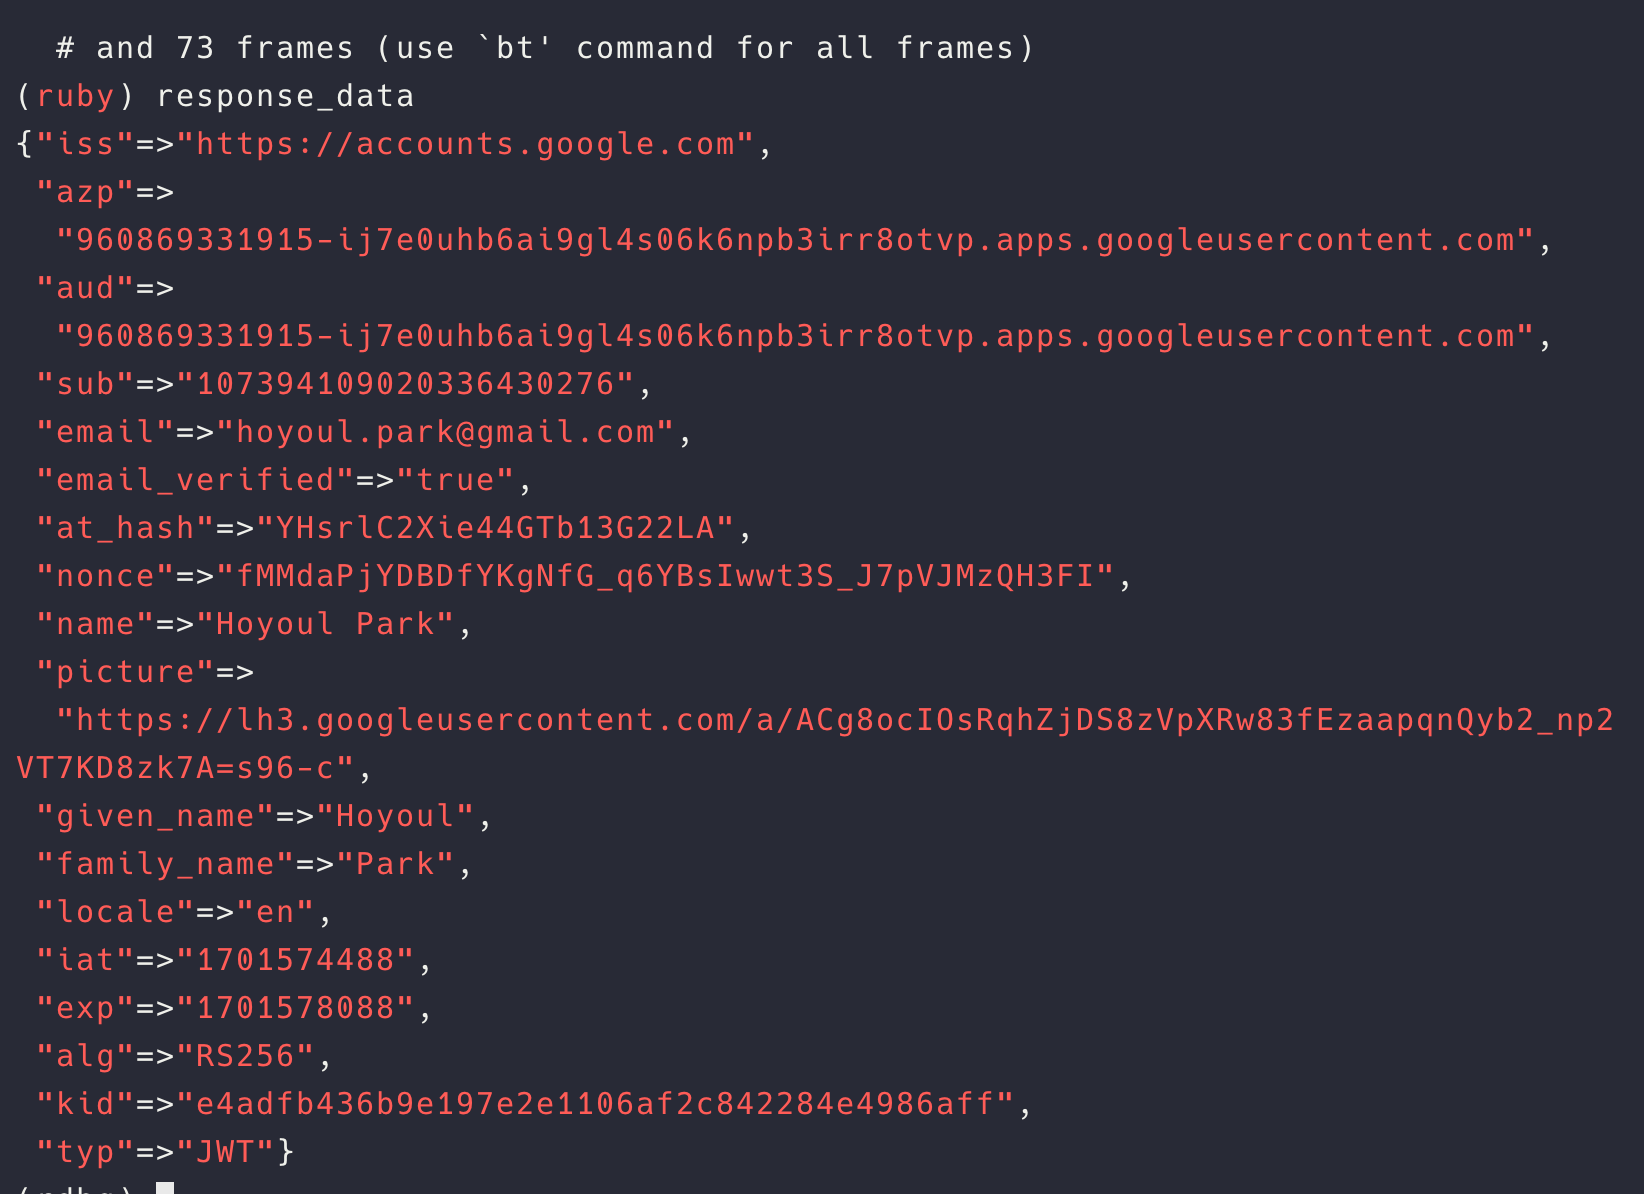 # and 73 frames (use `bt' command for all frames)
(ruby) response_data
{"iss"=>"https://accounts.google.com",
"azp"=>
"960869331915-ij7e0uhb6ai9gl4s06k6npb3irr8otvp.apps.googleusercontent.com",
"aud"=>
"960869331915-ij7e0uhb6ai9gl4s06k6npb3irr8otvp.apps.googleusercontent.com",
"sub"=>"107394109020336430276",
"email"=>"hoyoul.park@gmail.com",
"email_verified"=>"true",
"at_hash"=>"YHsrlC2Xie44GTb13G22LA",
"nonce"=>"fMMdaPjYDBDfYKgNfG_q6YBsIwwt3S_J7pVJMzQH3FI",
"name"=>"Hoyoul Park",
"picture"=>
"https://lh3.googleusercontent.com/a/ACg8ocIOsRqhZjDS8zVpXRw83fEzaapqnQyb2_np2
VT7KD8zk7A=s96-c",
"given_name"=>"Hoyoul",
"family_name"=>"Park",
"locale"=>"en",
"iat"=>"1701574488",
"exp"=>"1701578088",
"alg"=>"RS256",
"kid"=>"e4adfb436b9e197e2e1106af2c842284e4986aff",
"typ"=>"JWT"}
(rdbg)